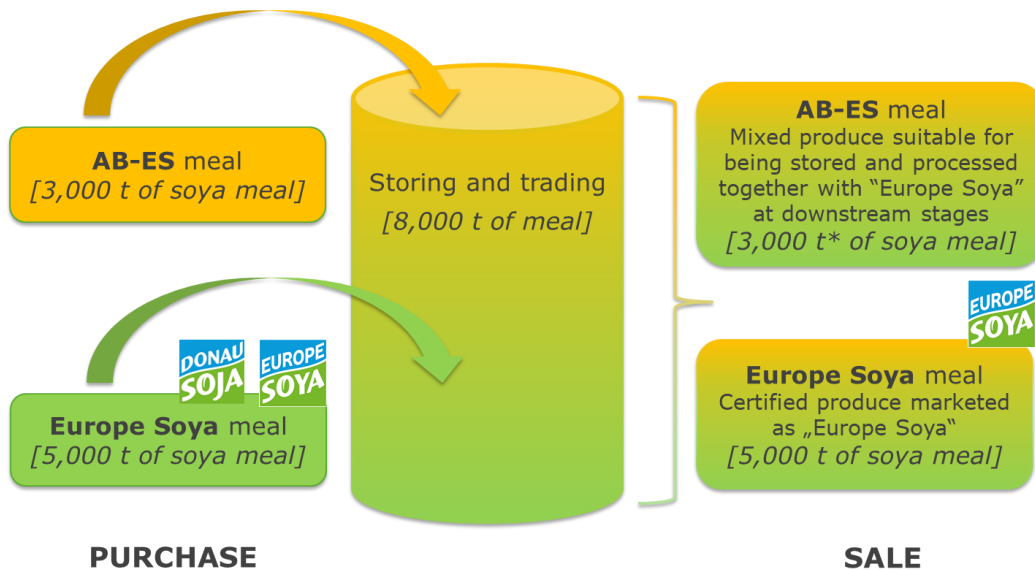 AB-ES meal
[3,000 t of soya meal]
DONAU
SOJA
EUROPE
SOYA
Europe Soya meal
[5,000 t of soya meal]
PURCHASE
Storing and trading
[8,000 t of meal]
AB-ES meal
Mixed produce suitable for
being stored and processed
together with “Europe Soya”
at downstream stages
[3,000 t* of soya meal]
EUROPE
SOYA
Europe Soya meal
Certified produce marketed
as „Europe Soya“
[5,000 t of soya meal]
SALE